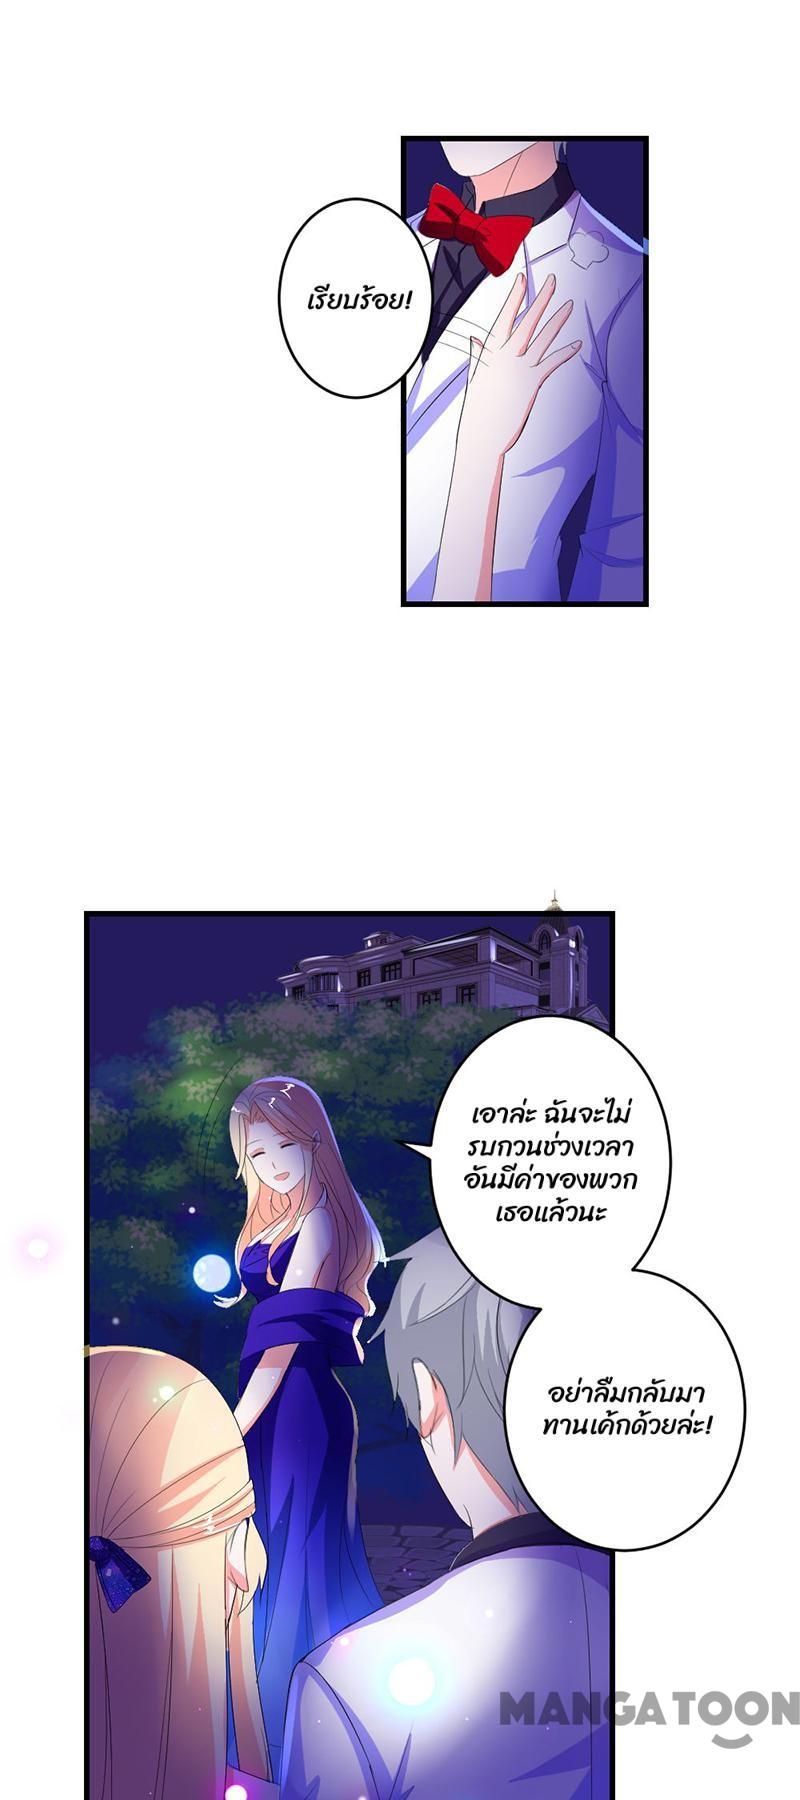 เรียบร้อย!
เอาล่ะ ฉันจะไม่
รบกวนช่วงเวลา
อันมีค่าของพวก
เธอแล้วนะ
อย่าลืมกลับมา
ทานเค้กด้วยล่ะ!
MANGATOON